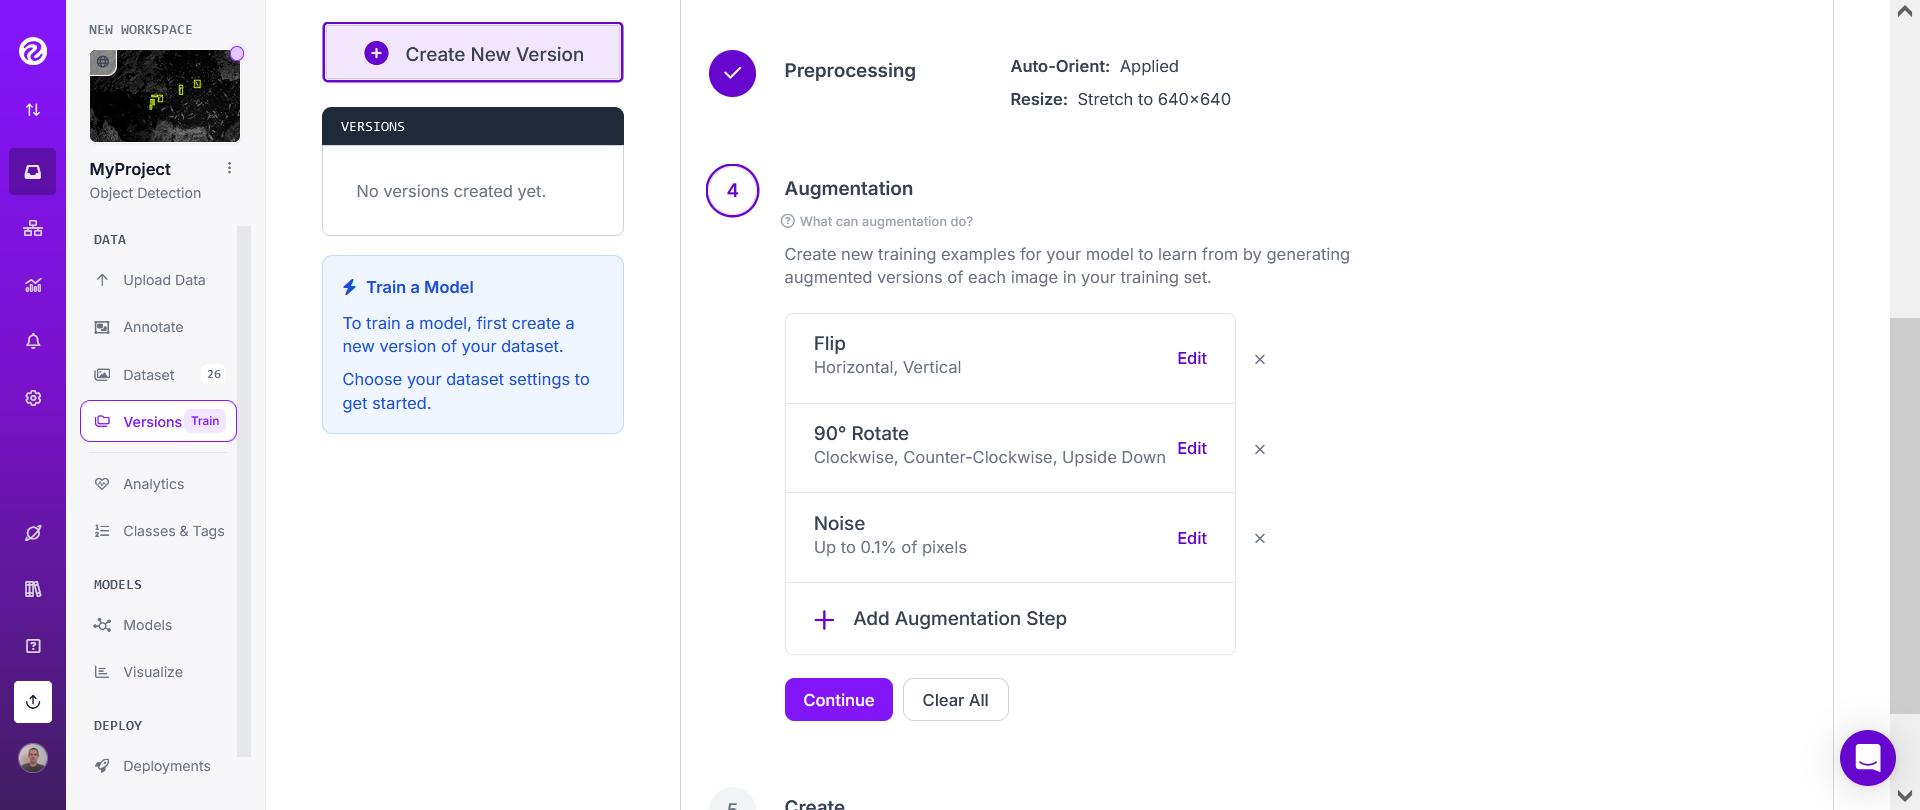 NEW WORKSPACE
MyProject
Object Detection
DATA
Upload Data
Annotate
Dataset 26
Versions Train
Analytics
Classes & Tags
MODELS
Models
Visualize
DEPLOY
Deployments
Create New Version
VERSIONS
No versions created yet.
Train a Model
To train a model, first create a
new version of your dataset.
Choose your dataset settings to
get started.
Preprocessing
Auto-Orient: Applied
Resize: Stretch to 640×640
4 Augmentation
What can augmentation do?
Create new training examples for your model to learn from by generating
augmented versions of each image in your training set.
Flip
Horizontal, Vertical
Edit
90° Rotate
Clockwise, Counter-Clockwise, Upside Down
Edit
Noise
Up to 0.1% of pixels
Edit
Add Augmentation Step
Continue Clear All
5 Create